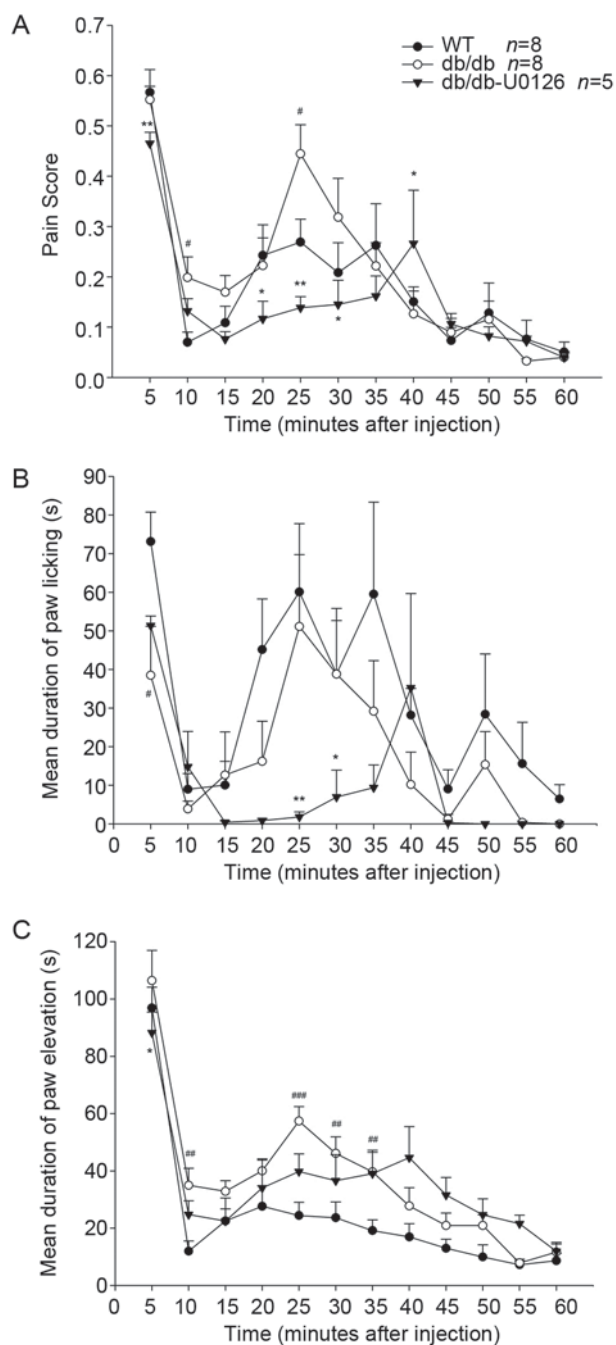 A
WT n=8
db/db n=8
db/db-U0126 n=5
Pain Score
0.7
0.6
0.5
0.4
0.3
0.2
0.1
0.0
**
#
#
*
**
*
*
5 10 15 20 25 30 35 40 45 50 55 60
Time (minutes after injection)
B
Mean duration of paw licking (s)
90
80
70
60
50
40
30
20
10
0
#
**
*
0 5 10 15 20 25 30 35 40 45 50 55 60
Time (minutes after injection)
C
Mean duration of paw elevation (s)
120
100
80
60
40
20
0
*
##
###
##
##
0 5 10 15 20 25 30 35 40 45 50 55 60
Time (minutes after injection)